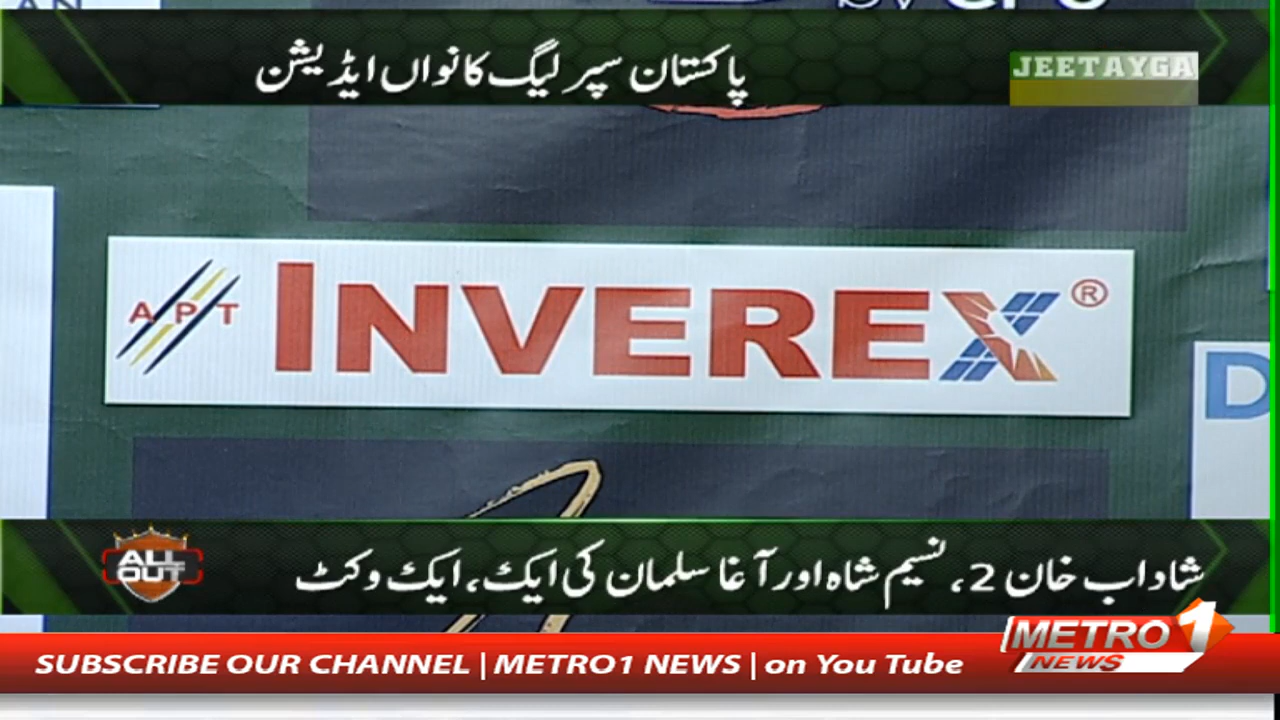 پاکستان سپر لیگ کا نواں ایڈیشن
JEETAYGA
APT INVEREX ®
D
ALL OUT
شاداب خان 2، نسیم شاہ اور آغا سلمان کی ایک، ایک وکٹ
METRO 1 NEWS
SUBSCRIBE OUR CHANNEL | METRO1 NEWS | on You Tube